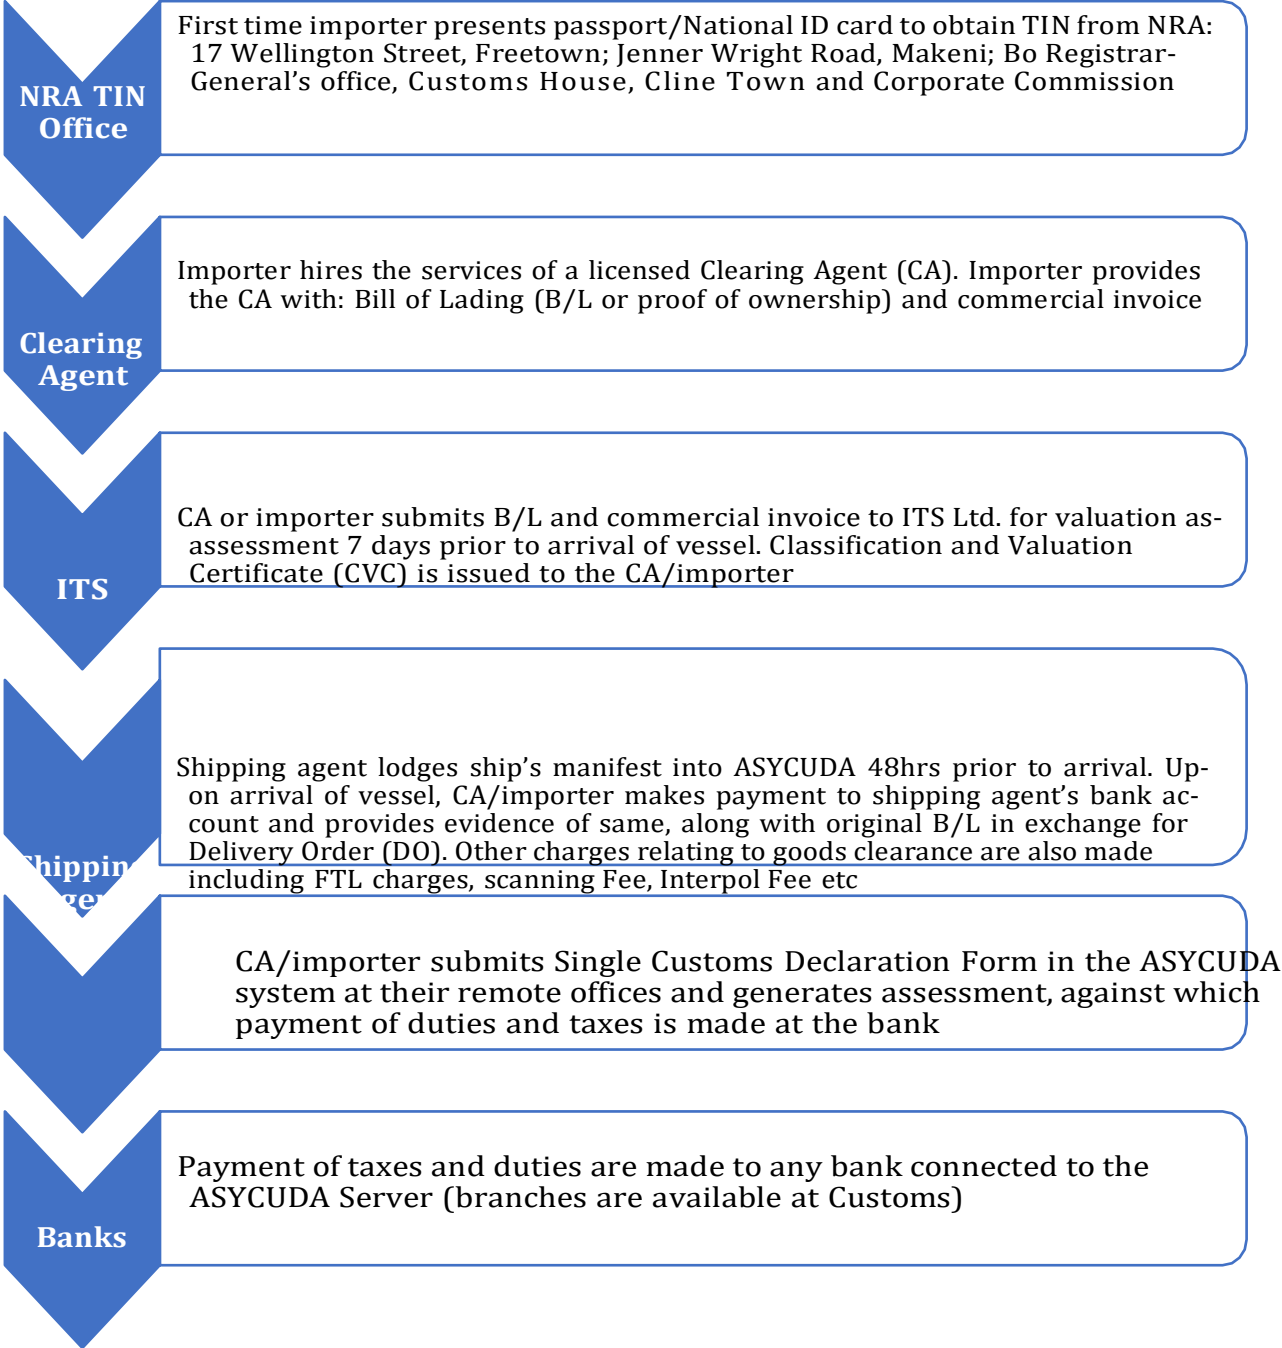 First time importer presents passport/National ID card to obtain TIN from NRA:
17 Wellington Street, Freetown; Jenner Wright Road, Makeni; Bo Registrar-
General’s office, Customs House, Cline Town and Corporate Commission
NRA TIN
Office
Importer hires the services of a licensed Clearing Agent (CA). Importer provides
the CA with: Bill of Lading (B/L or proof of ownership) and commercial invoice
Clearing
Agent
CA or importer submits B/L and commercial invoice to ITS Ltd. for valuation as-
assessment 7 days prior to arrival of vessel. Classification and Valuation
Certificate (CVC) is issued to the CA/importer
ITS
Shipping agent lodges ship’s manifest into ASYCUDA 48hrs prior to arrival. Up-
on arrival of vessel, CA/importer makes payment to shipping agent’s bank ac-
count and provides evidence of same, along with original B/L in exchange for
Delivery Order (DO). Other charges relating to goods clearance are also made
including FTL charges, scanning Fee, Interpol Fee etc
CA/importer submits Single Customs Declaration Form in the ASYCUDA
system at their remote offices and generates assessment, against which
payment of duties and taxes is made at the bank
Payment of taxes and duties are made to any bank connected to the
ASYCUDA Server (branches are available at Customs)
Banks